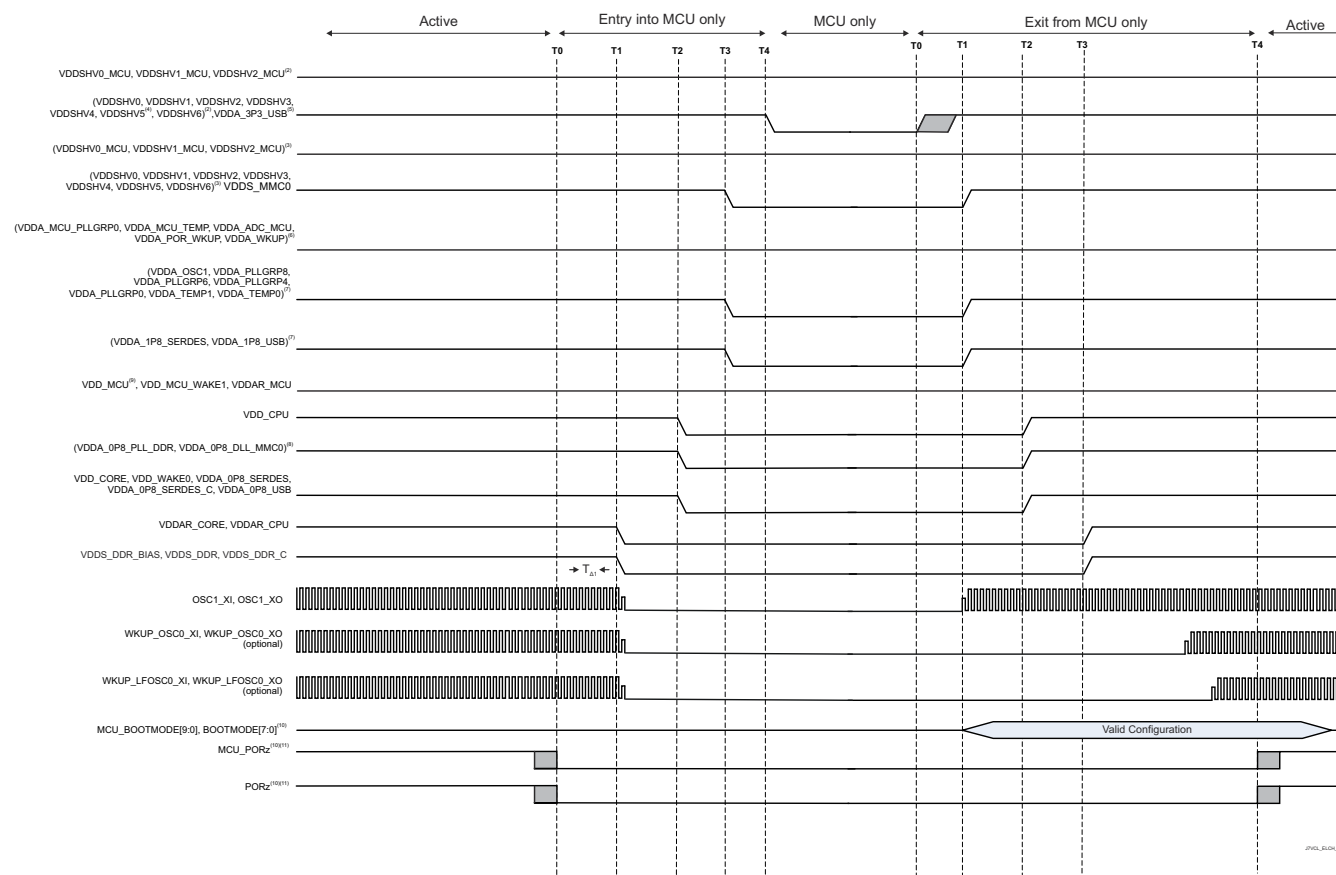 Active
Entry into MCU only
MCU only
Exit from MCU only
Active
T0
T1
T2
T3
T4
T0
T1
T2
T3
T4
VDDSHV0_MCU, VDDSHV1_MCU, VDDSHV2_MCU(2)
(VDDSHV0, VDDSHV1, VDDSHV2, VDDSHV3,
VDDSHV4, VDDSHV5(4), VDDSHV6)(2),VDDA_3P3_USB(5)
(VDDSHV0_MCU, VDDSHV1_MCU, VDDSHV2_MCU)(3)
(VDDSHV0, VDDSHV1, VDDSHV2, VDDSHV3,
VDDSHV4, VDDSHV5, VDDSHV6)(3) VDDS_MMC0
(VDDA_MCU_PLLGRP0, VDDA_MCU_TEMP, VDDA_ADC_MCU,
VDDA_POR_WKUP, VDDA_WKUP)(6)
(VDDA_OSC1, VDDA_PLLGRP8,
VDDA_PLLGRP6, VDDA_PLLGRP4,
VDDA_PLLGRP0, VDDA_TEMP1, VDDA_TEMP0)(7)
(VDDA_1P8_SERDES, VDDA_1P8_USB)(7)
VDD_MCU(9), VDD_MCU_WAKE1, VDDAR_MCU
VDD_CPU
(VDDA_0P8_PLL_DDR, VDDA_0P8_DLL_MMC0)(8)
VDD_CORE, VDD_WAKE0, VDDA_0P8_SERDES,
VDDA_0P8_SERDES_C, VDDA_0P8_USB
VDDAR_CORE, VDDAR_CPU
VDDS_DDR_BIAS, VDDS_DDR, VDDS_DDR_C
TΔ1
OSC1_XI, OSC1_XO
WKUP_OSC0_XI, WKUP_OSC0_XO
(optional)
WKUP_LFOSC0_XI, WKUP_LFOSC0_XO
(optional)
MCU_BOOTMODE[9:0], BOOTMODE[7:0](10)
Valid Configuration
MCU_PORz(10)(11)
PORz(10)(11)